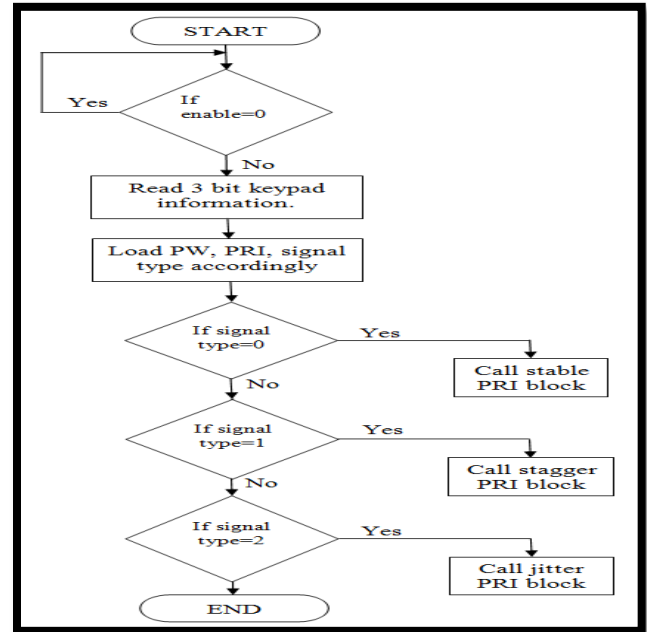 START
Yes
If
enable=0
No
Read 3 bit keypad
information.
Load PW, PRI, signal
type accordingly
If signal
type=0
Yes
Call stable
PRI block
No
If signal
type=1
Yes
Call stagger
PRI block
No
If signal
type=2
Yes
Call jitter
PRI block
END